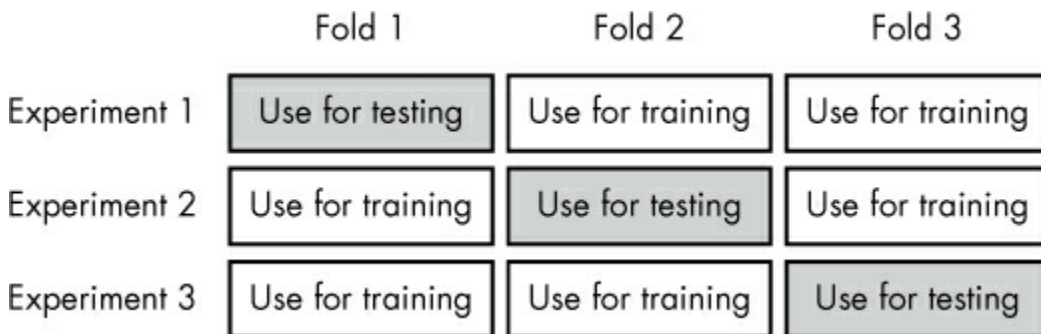 Fold 1 Fold 2 Fold 3
Experiment 1 Use for testing Use for training Use for training
Experiment 2 Use for training Use for testing Use for training
Experiment 3 Use for training Use for training Use for testing